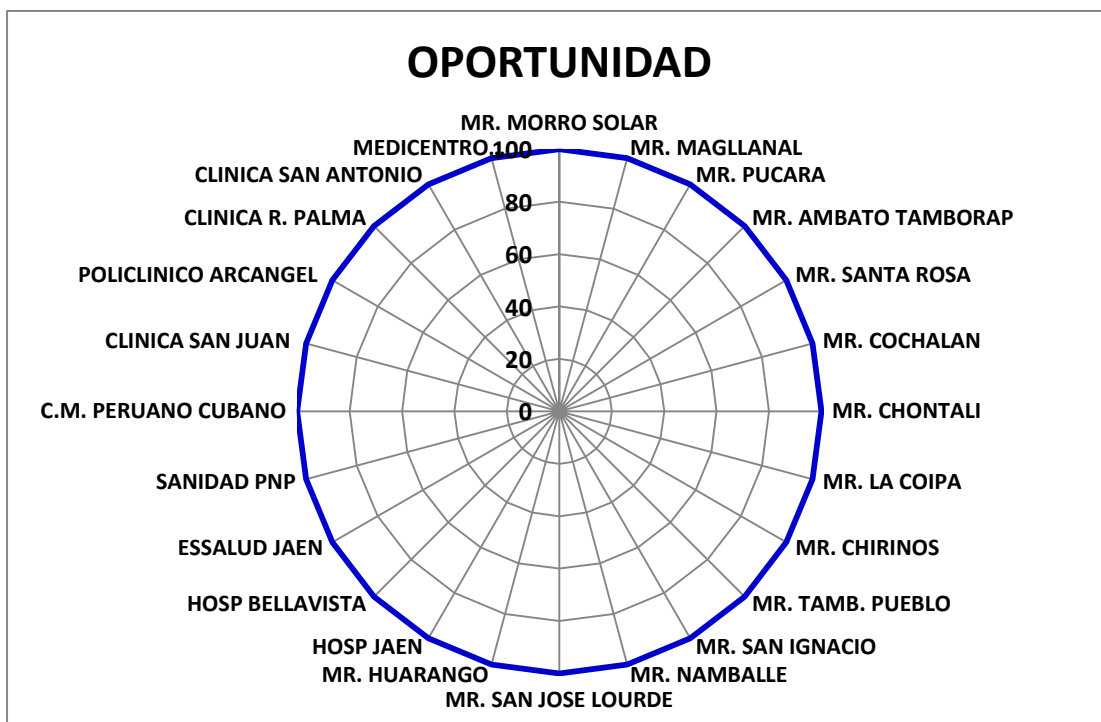 OPORTUNIDAD
MR. MORRO SOLAR
MR. MAGLLANAL
MR. PUCARA
MR. AMBATO TAMBORAP
MR. SANTA ROSA
MR. COCHALAN
MR. CHONTALI
MR. LA COIPA
MR. CHIRINOS
MR. TAMB. PUEBLO
MR. SAN IGNACIO
MR. NAMBALLE
MR. SAN JOSE LOURDE
MR. HUARANGO
HOSP JAEN
HOSP BELLAVISTA
ESSALUD JAEN
SANIDAD PNP
C.M. PERUANO CUBANO
CLINICA SAN JUAN
POLICLINICO ARCANGEL
CLINICA R. PALMA
CLINICA SAN ANTONIO
MEDICENTRO
100
80
60
40
20
0